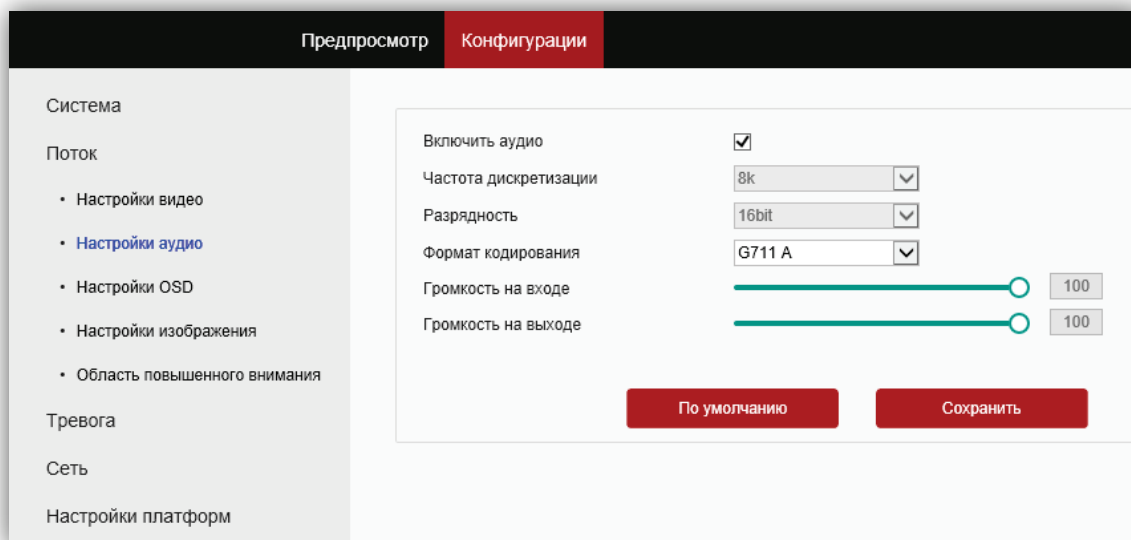 Предпросмотр Конфигурации
Система
Поток
• Настройки видео
• Настройки аудио
• Настройки OSD
• Настройки изображения
• Область повышенного внимания
Тревога
Сеть
Настройки платформ
Включить аудио
Частота дискретизации 8k
Разрядность 16bit
Формат кодирования G711 A
Громкость на входе 100
Громкость на выходе 100
По умолчанию Сохранить